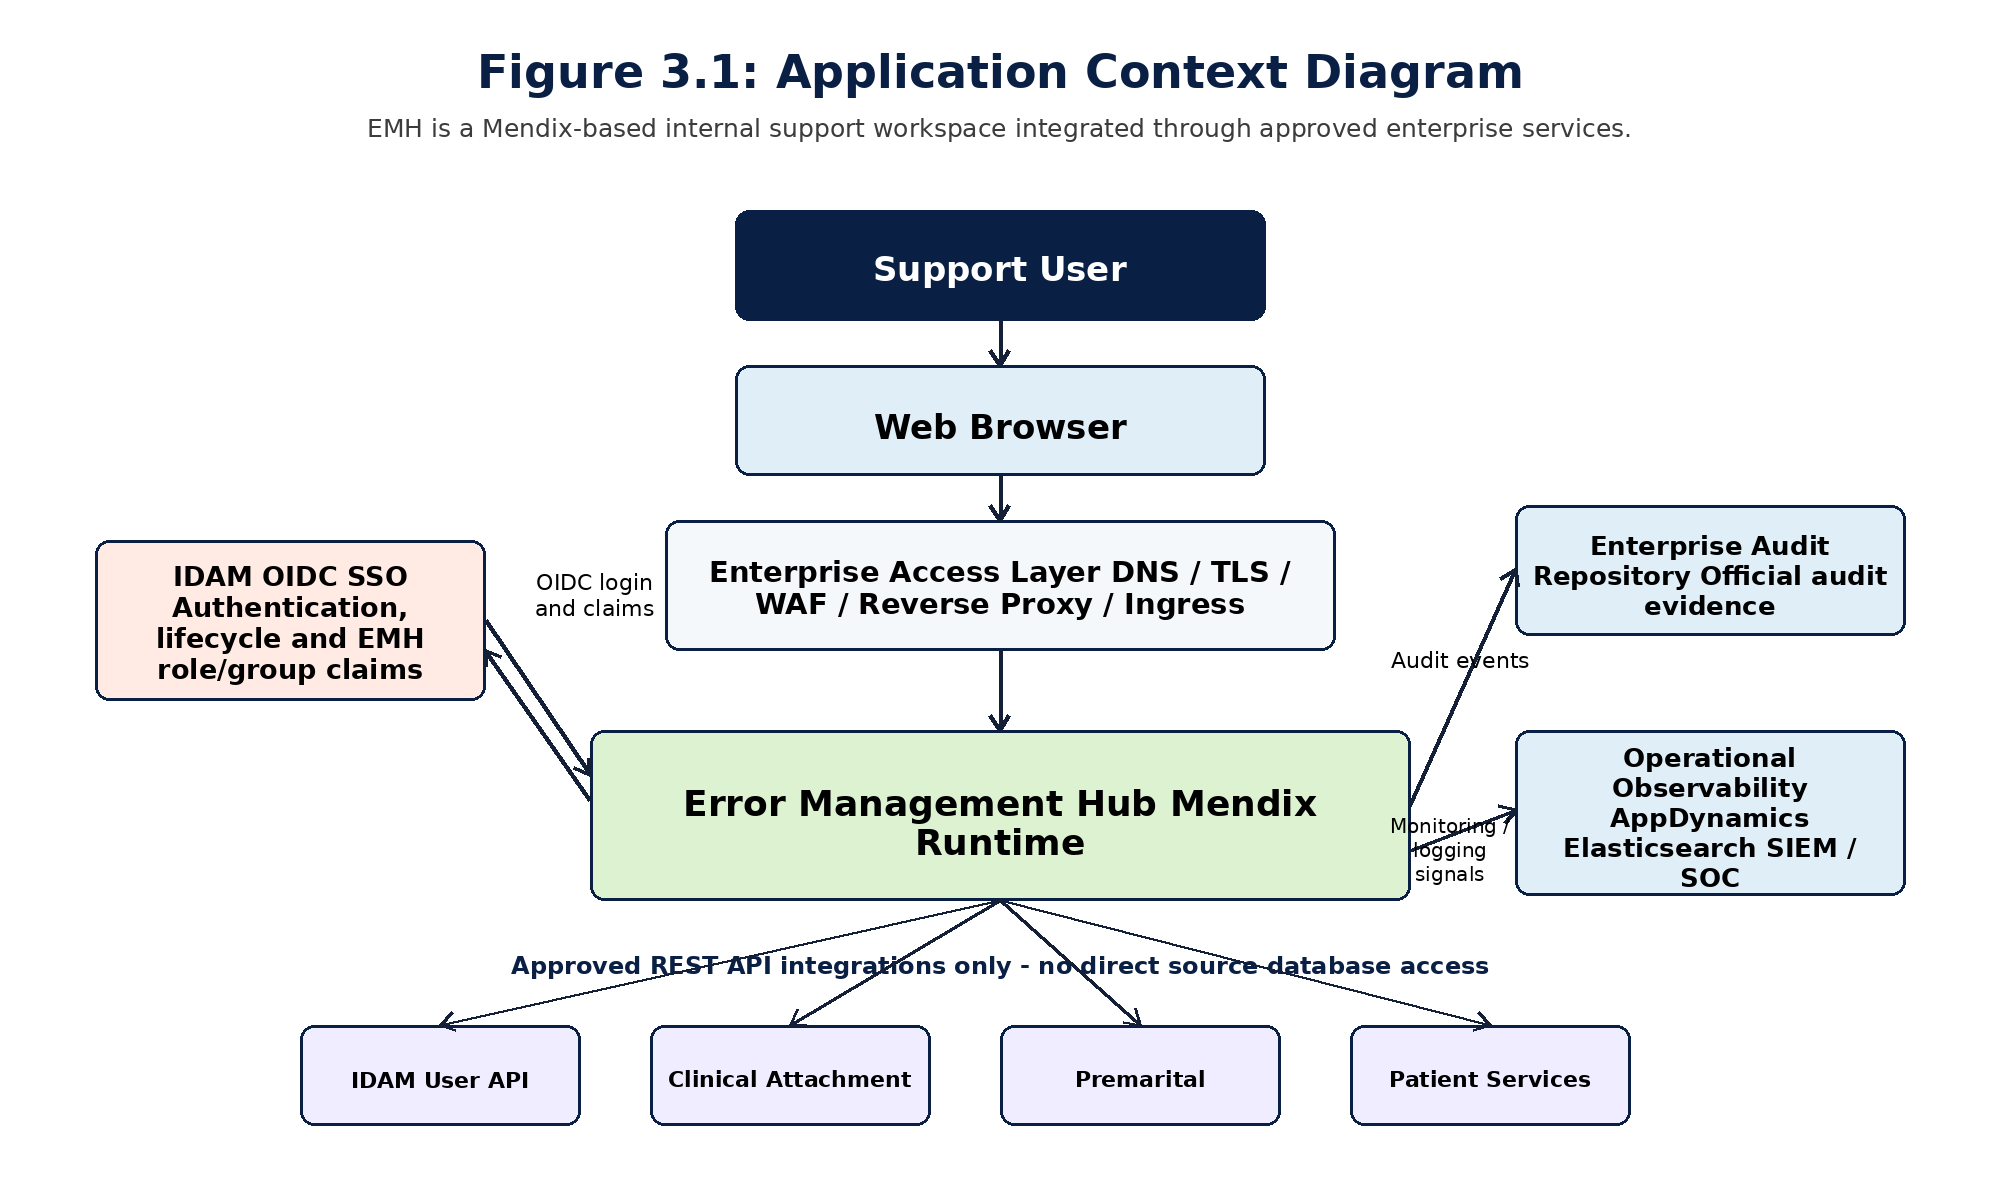 Figure 3.1: Application Context Diagram
EMH is a Mendix-based internal support workspace integrated through approved enterprise services.
Support User
Web Browser
Enterprise Access Layer DNS / TLS /
WAF / Reverse Proxy / Ingress
IDAM OIDC SSO
Authentication,
lifecycle and EMH
role/group claims
OIDC login
and claims
Enterprise Audit
Repository Official audit
evidence
Audit events
Error Management Hub Mendix
Runtime
Monitoring /
logging
signals
Operational
Observability
AppDynamics
Elasticsearch SIEM /
SOC
Approved REST API integrations only - no direct source database access
IDAM User API
Clinical Attachment
Premarital
Patient Services